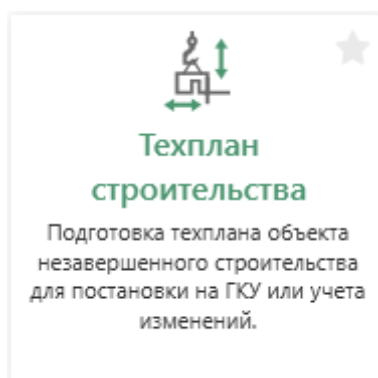 Техплан
строительства
Подготовка техплана объекта
незавершенного строительства
для постановки на ГКУ или учета
изменений.